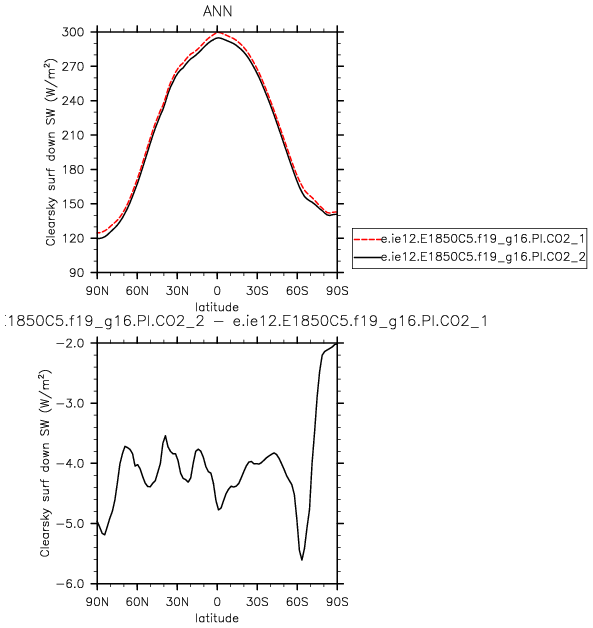 ANN
Clearsky surf down SW (W/m²)
300
270
240
210
180
150
120
90
90N 60N 30N 0 30S 60S 90S
latitude
e.ie12.E1850C5.f19_g16.PI.CO2_1
e.ie12.E1850C5.f19_g16.PI.CO2_2
:1850C5.f19_g16.PI.CO2_2 – e.ie12.E1850C5.f19_g16.PI.CO2_1
Clearsky surf down SW (W/m²)
-2.0
-3.0
-4.0
-5.0
-6.0
90N 60N 30N 0 30S 60S 90S
latitude